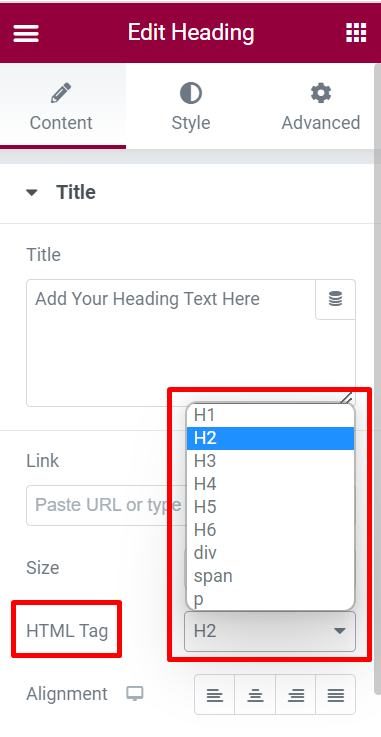 Edit Heading
Content Style Advanced
Title
Title
Add Your Heading Text Here
H1
H2
H3
H4
H5
H6
div
span
p
Link
Paste URL or type
Size
HTML Tag H2
Alignment